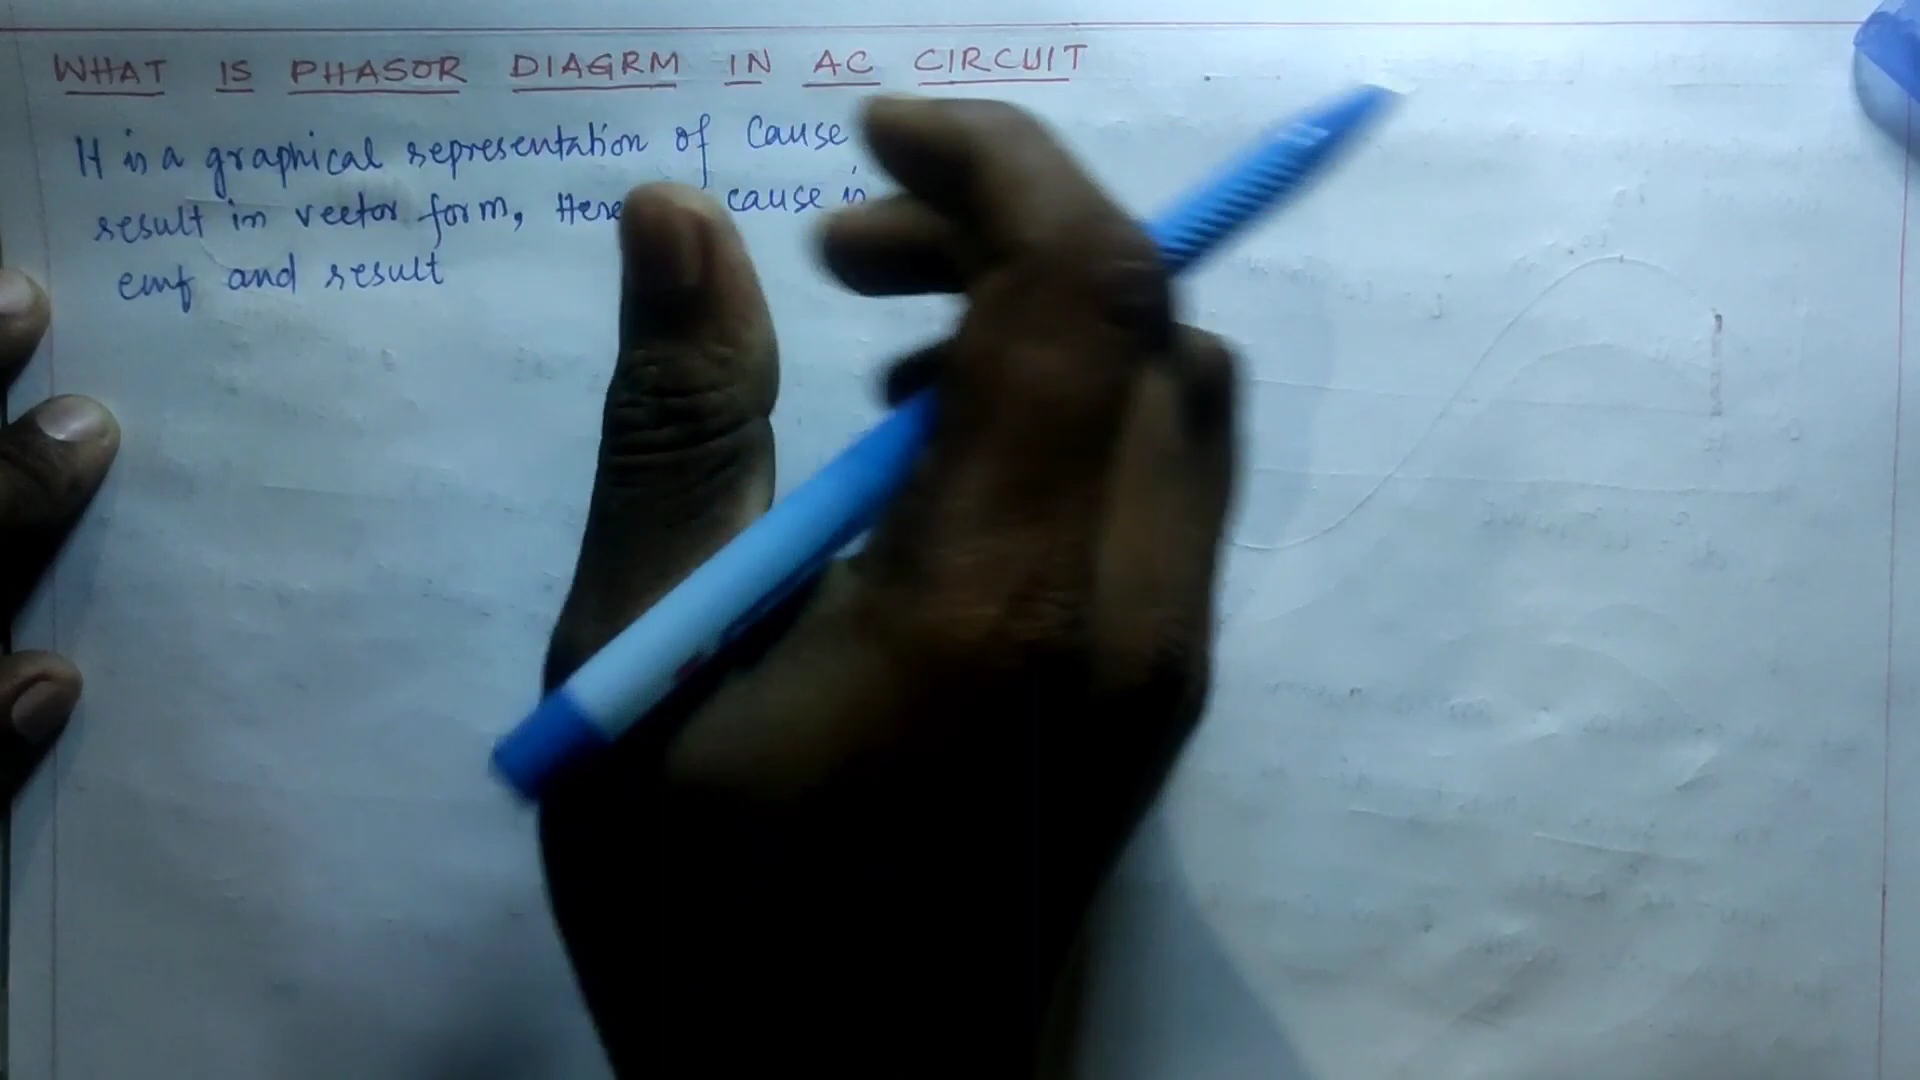 WHAT IS PHASOR DIAGRM IN AC CIRCUIT
It is a graphical representation of Cause
result in vector form, Here cause is
emf and result